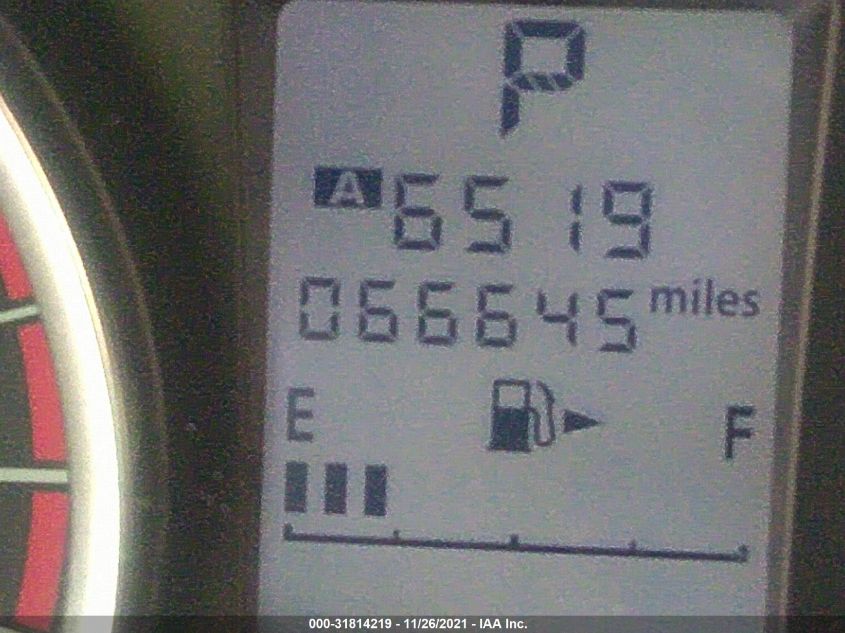 P
A 6519
066645 miles
E F
000-31814219 - 11/26/2021 - IAA Inc.